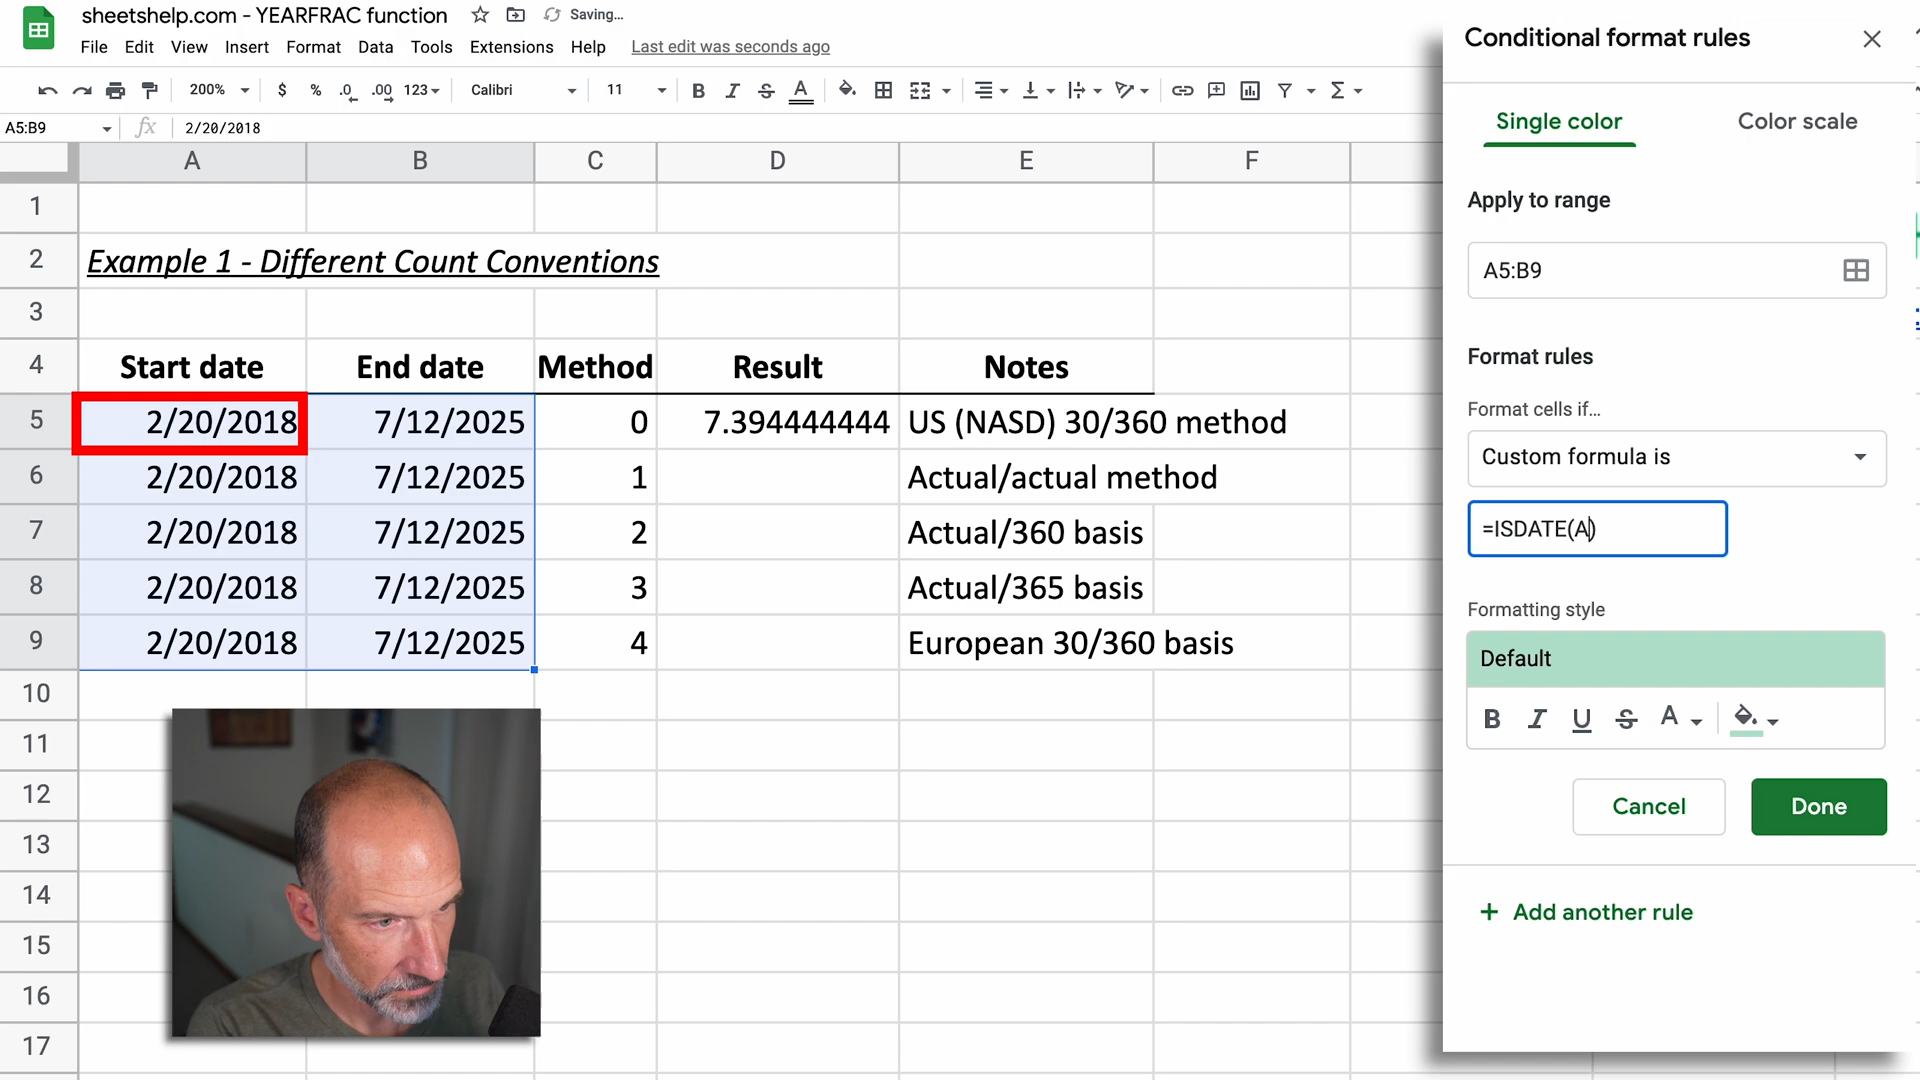 sheetshelp.com - YEARFRAC function Saving...
File Edit View Insert Format Data Tools Extensions Help Last edit was seconds ago
200% $ % .0 .00 123 Calibri 11 B I S A Σ
A5:B9 fx 2/20/2018
A B C D E F
1
2 Example 1 - Different Count Conventions
3
4 Start date End date Method Result Notes
5 2/20/2018 7/12/2025 0 7.394444444 US (NASD) 30/360 method
6 2/20/2018 7/12/2025 1 Actual/actual method
7 2/20/2018 7/12/2025 2 Actual/360 basis
8 2/20/2018 7/12/2025 3 Actual/365 basis
9 2/20/2018 7/12/2025 4 European 30/360 basis
10
11
12
13
14
15
16
17
Conditional format rules
Single color Color scale
Apply to range
A5:B9
Format rules
Format cells if...
Custom formula is
=ISDATE(A)
Formatting style
Default
B I U S A
Cancel Done
+ Add another rule